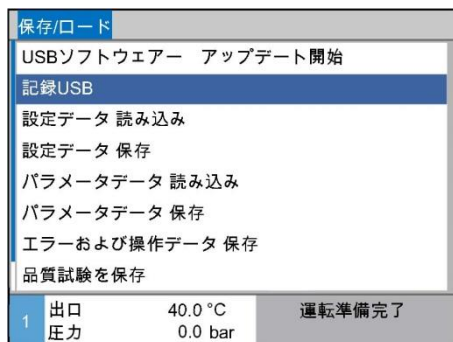 保存/ロード
USBソフトウェアー　アップデート開始
記録USB
設定データ 読み込み
設定データ 保存
パラメータデータ 読み込み
パラメータデータ 保存
エラーおよび操作データ 保存
品質試験を保存
1 出口 40.0 °C 運転準備完了
圧力 0.0 bar